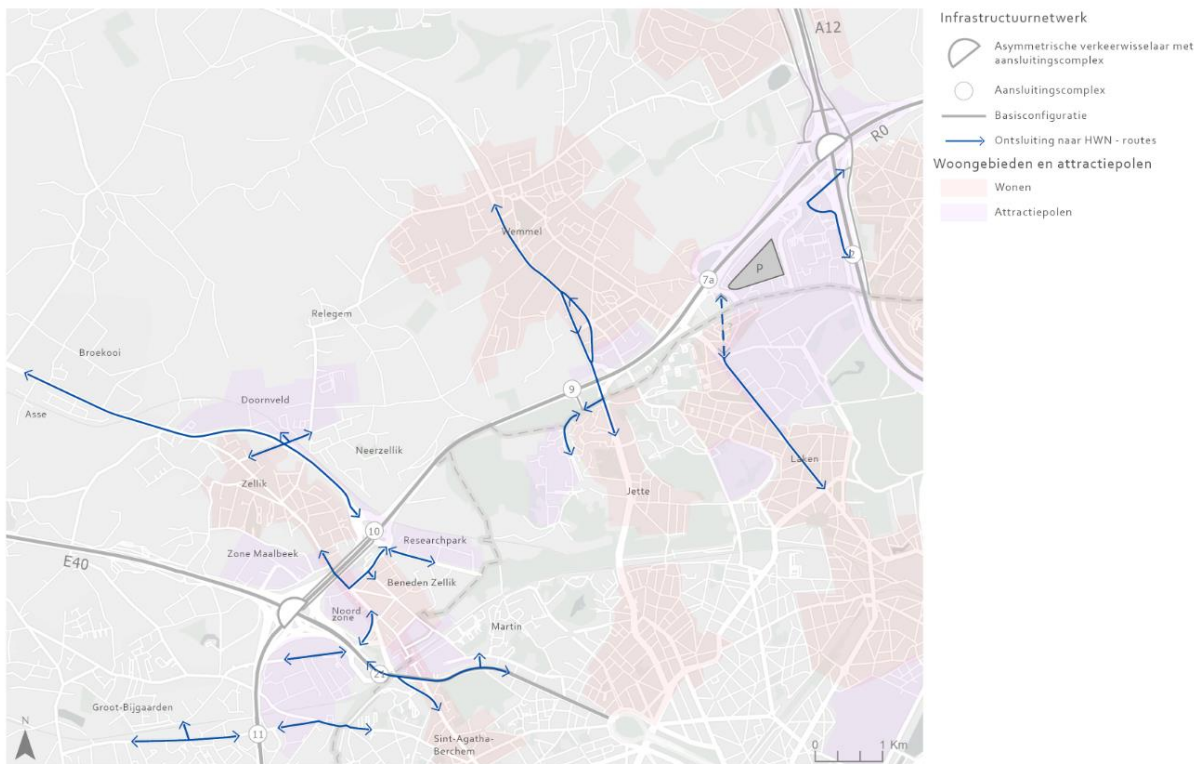 A12
R0
Infrastructuurnetwerk
Asymmetrische verkeerwisselaar met
aansluitingscomplex
Aansluitingscomplex
Basisconfiguratie
Ontsluiting naar HWN - routes
Woongebieden en attractiepolen
Wonen
Attractiepolen
Wemmel
2
7a
P
Relegem
Broekooi
9
Doornveld
Asse
Neerzellik
Laken
Zellik
Jette
10
Researchpark
Zone Maalbeek
E40
Beneden Zellik
Noord
zone
Martin
21
Groot-Bijgaarden
11
Sint-Agatha-
Berchem
N
0 1 Km